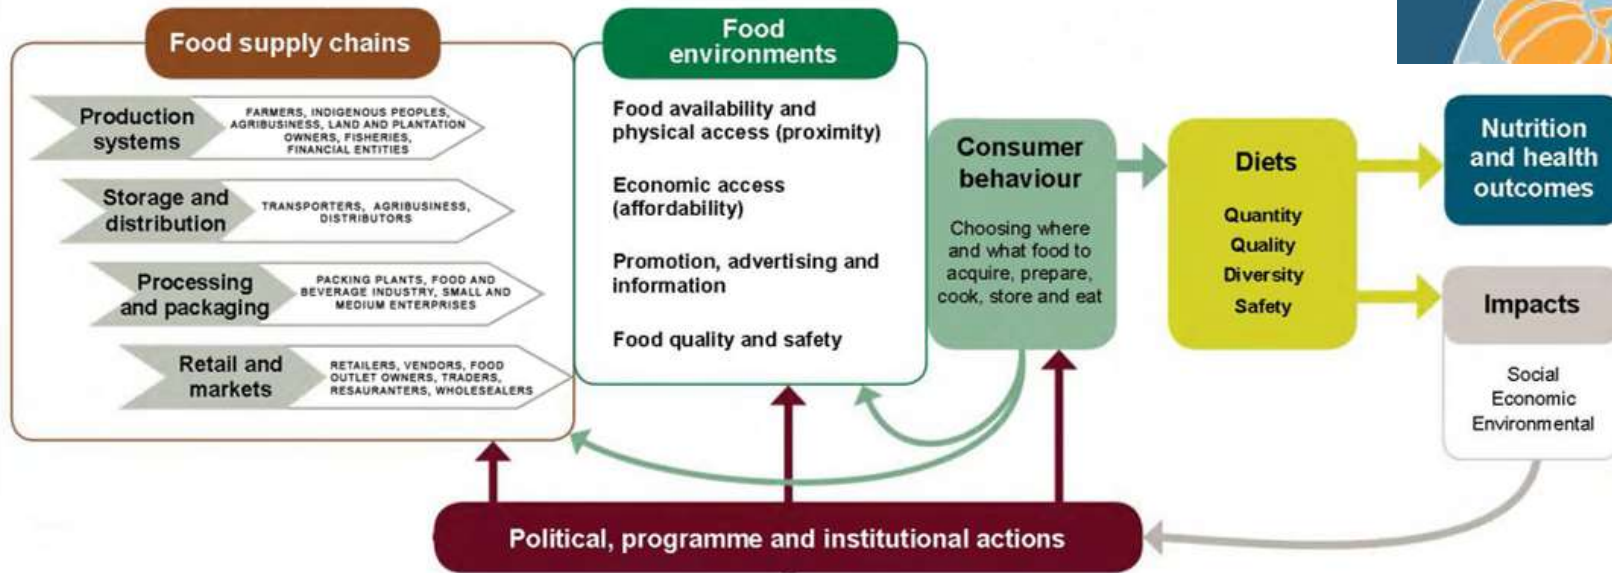 Food supply chains
Production
systems
FARMERS, INDIGENOUS PEOPLES,
AGRIBUSINESS, LAND AND PLANTATION
OWNERS, FISHERIES,
FINANCIAL ENTITIES
Storage and
distribution
TRANSPORTERS, AGRIBUSINESS,
DISTRIBUTORS
Processing
and packaging
PACKING PLANTS, FOOD AND
BEVERAGE INDUSTRY, SMALL AND
MEDIUM ENTERPRISES
Retail and
markets
RETAILERS, VENDORS, FOOD
OUTLET OWNERS, TRADERS,
RESAURANTERS, WHOLESEALERS
Food
environments
Food availability and
physical access (proximity)
Economic access
(affordability)
Promotion, advertising and
information
Food quality and safety
Consumer
behaviour
Choosing where
and what food to
acquire, prepare,
cook, store and eat
Diets
Quantity
Quality
Diversity
Safety
Nutrition
and health
outcomes
Impacts
Social
Economic
Environmental
Political, programme and institutional actions